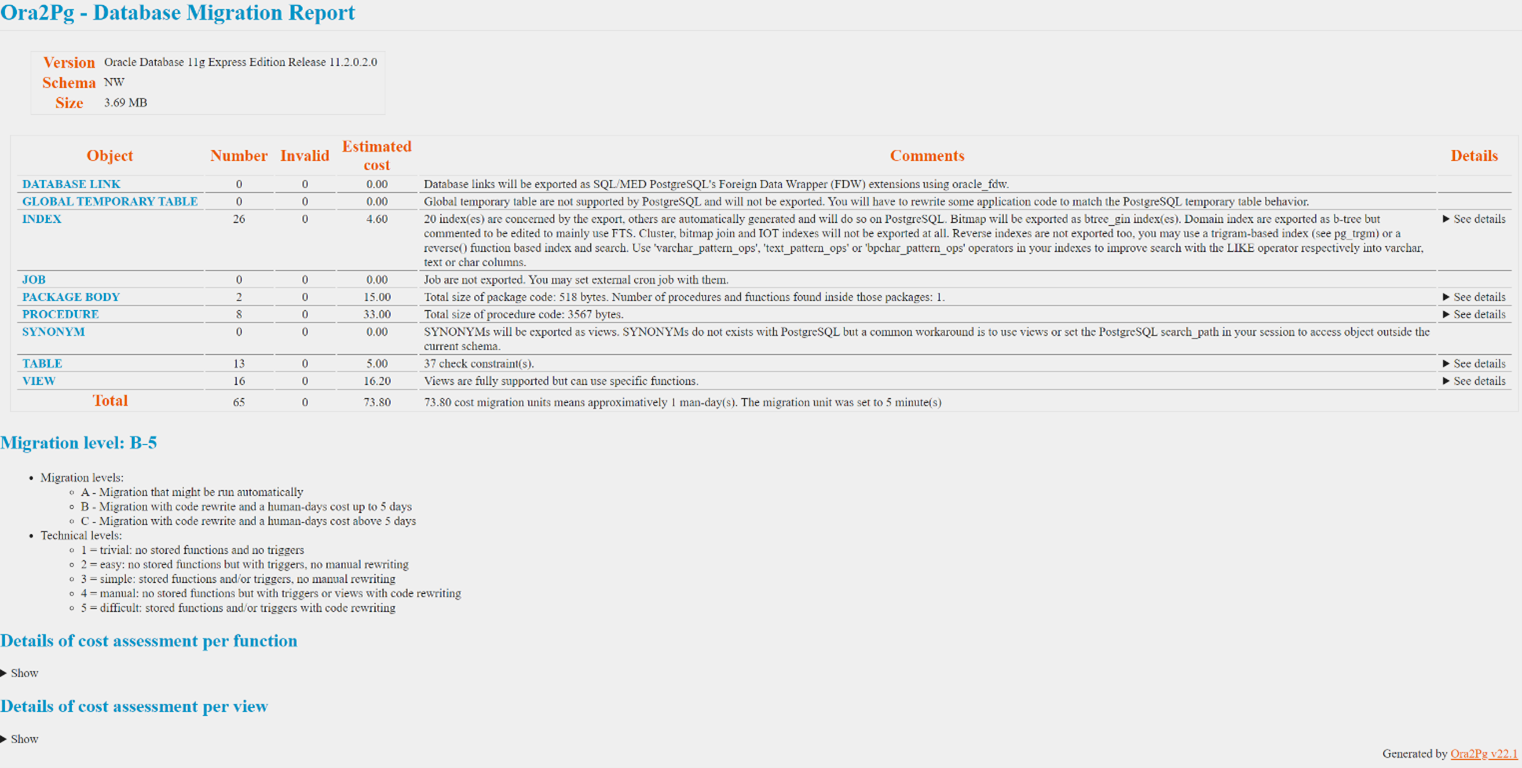 Ora2Pg - Database Migration Report
Version Oracle Database 11g Express Edition Release 11.2.0.2.0
Schema NW
Size 3.69 MB
Object Number Invalid Estimated cost Comments Details
DATABASE LINK 0 0 0.00 Database links will be exported as SQL/MED PostgreSQL's Foreign Data Wrapper (FDW) extensions using oracle_fdw.
GLOBAL TEMPORARY TABLE 0 0 0.00 Global temporary table are not supported by PostgreSQL and will not be exported. You will have to rewrite some application code to match the PostgreSQL temporary table behavior.
INDEX 26 0 4.60 20 index(es) are concerned by the export, others are automatically generated and will do so on PostgreSQL. Bitmap will be exported as btree_gin index(es). Domain index are exported as b-tree but ▶ See details
commented to be edited to mainly use FTS. Cluster, bitmap join and IOT indexes will not be exported at all. Reverse indexes are not exported too, you may use a trigram-based index (see pg_trgm) or a
reverse() function based index and search. Use 'varchar_pattern_ops', 'text_pattern_ops' or 'bpchar_pattern_ops' operators in your indexes to improve search with the LIKE operator respectively into varchar,
text or char columns.
JOB 0 0 0.00 Job are not exported. You may set external cron job with them.
PACKAGE BODY 2 0 15.00 Total size of package code: 518 bytes. Number of procedures and functions found inside those packages: 1. ▶ See details
PROCEDURE 8 0 33.00 Total size of procedure code: 3567 bytes. ▶ See details
SYNONYM 0 0 0.00 SYNONYMs will be exported as views. SYNONYMs do not exists with PostgreSQL but a common workaround is to use views or set the PostgreSQL search_path in your session to access object outside the
current schema.
TABLE 13 0 5.00 37 check constraint(s). ▶ See details
VIEW 16 0 16.20 Views are fully supported but can use specific functions. ▶ See details
Total 65 0 73.80 73.80 cost migration units means approximatively 1 man-day(s). The migration unit was set to 5 minute(s)
Migration level: B-5
• Migration levels:
◦ A - Migration that might be run automatically
◦ B - Migration with code rewrite and a human-days cost up to 5 days
◦ C - Migration with code rewrite and a human-days cost above 5 days
• Technical levels:
◦ 1 = trivial: no stored functions and no triggers
◦ 2 = easy: no stored functions but with triggers, no manual rewriting
◦ 3 = simple: stored functions and/or triggers, no manual rewriting
◦ 4 = manual: no stored functions but with triggers or views with code rewriting
◦ 5 = difficult: stored functions and/or triggers with code rewriting
Details of cost assessment per function
▶ Show
Details of cost assessment per view
▶ Show
Generated by Ora2Pg v22.1